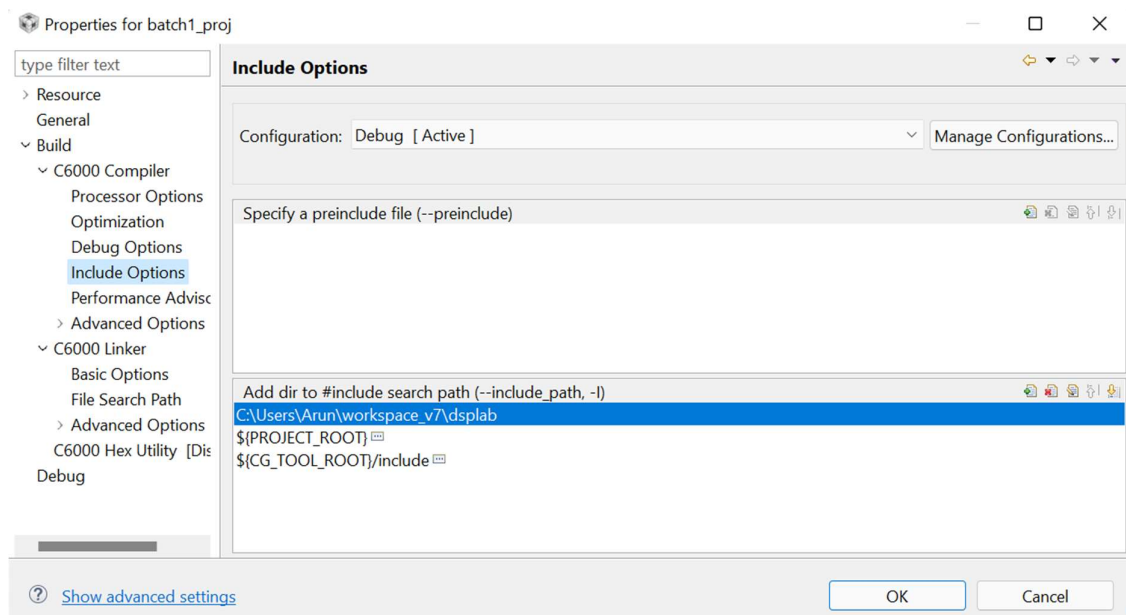 Properties for batch1_proj
type filter text
Resource
General
Build
C6000 Compiler
Processor Options
Optimization
Debug Options
Include Options
Performance Advisc
Advanced Options
C6000 Linker
Basic Options
File Search Path
Advanced Options
C6000 Hex Utility [Dis
Debug
Include Options
Configuration: Debug [ Active ]
Manage Configurations...
Specify a preinclude file (--preinclude)
Add dir to #include search path (--include_path, -I)
C:\Users\Arun\workspace_v7\dsplab
${PROJECT_ROOT}
${CG_TOOL_ROOT}/include
Show advanced settings
OK
Cancel